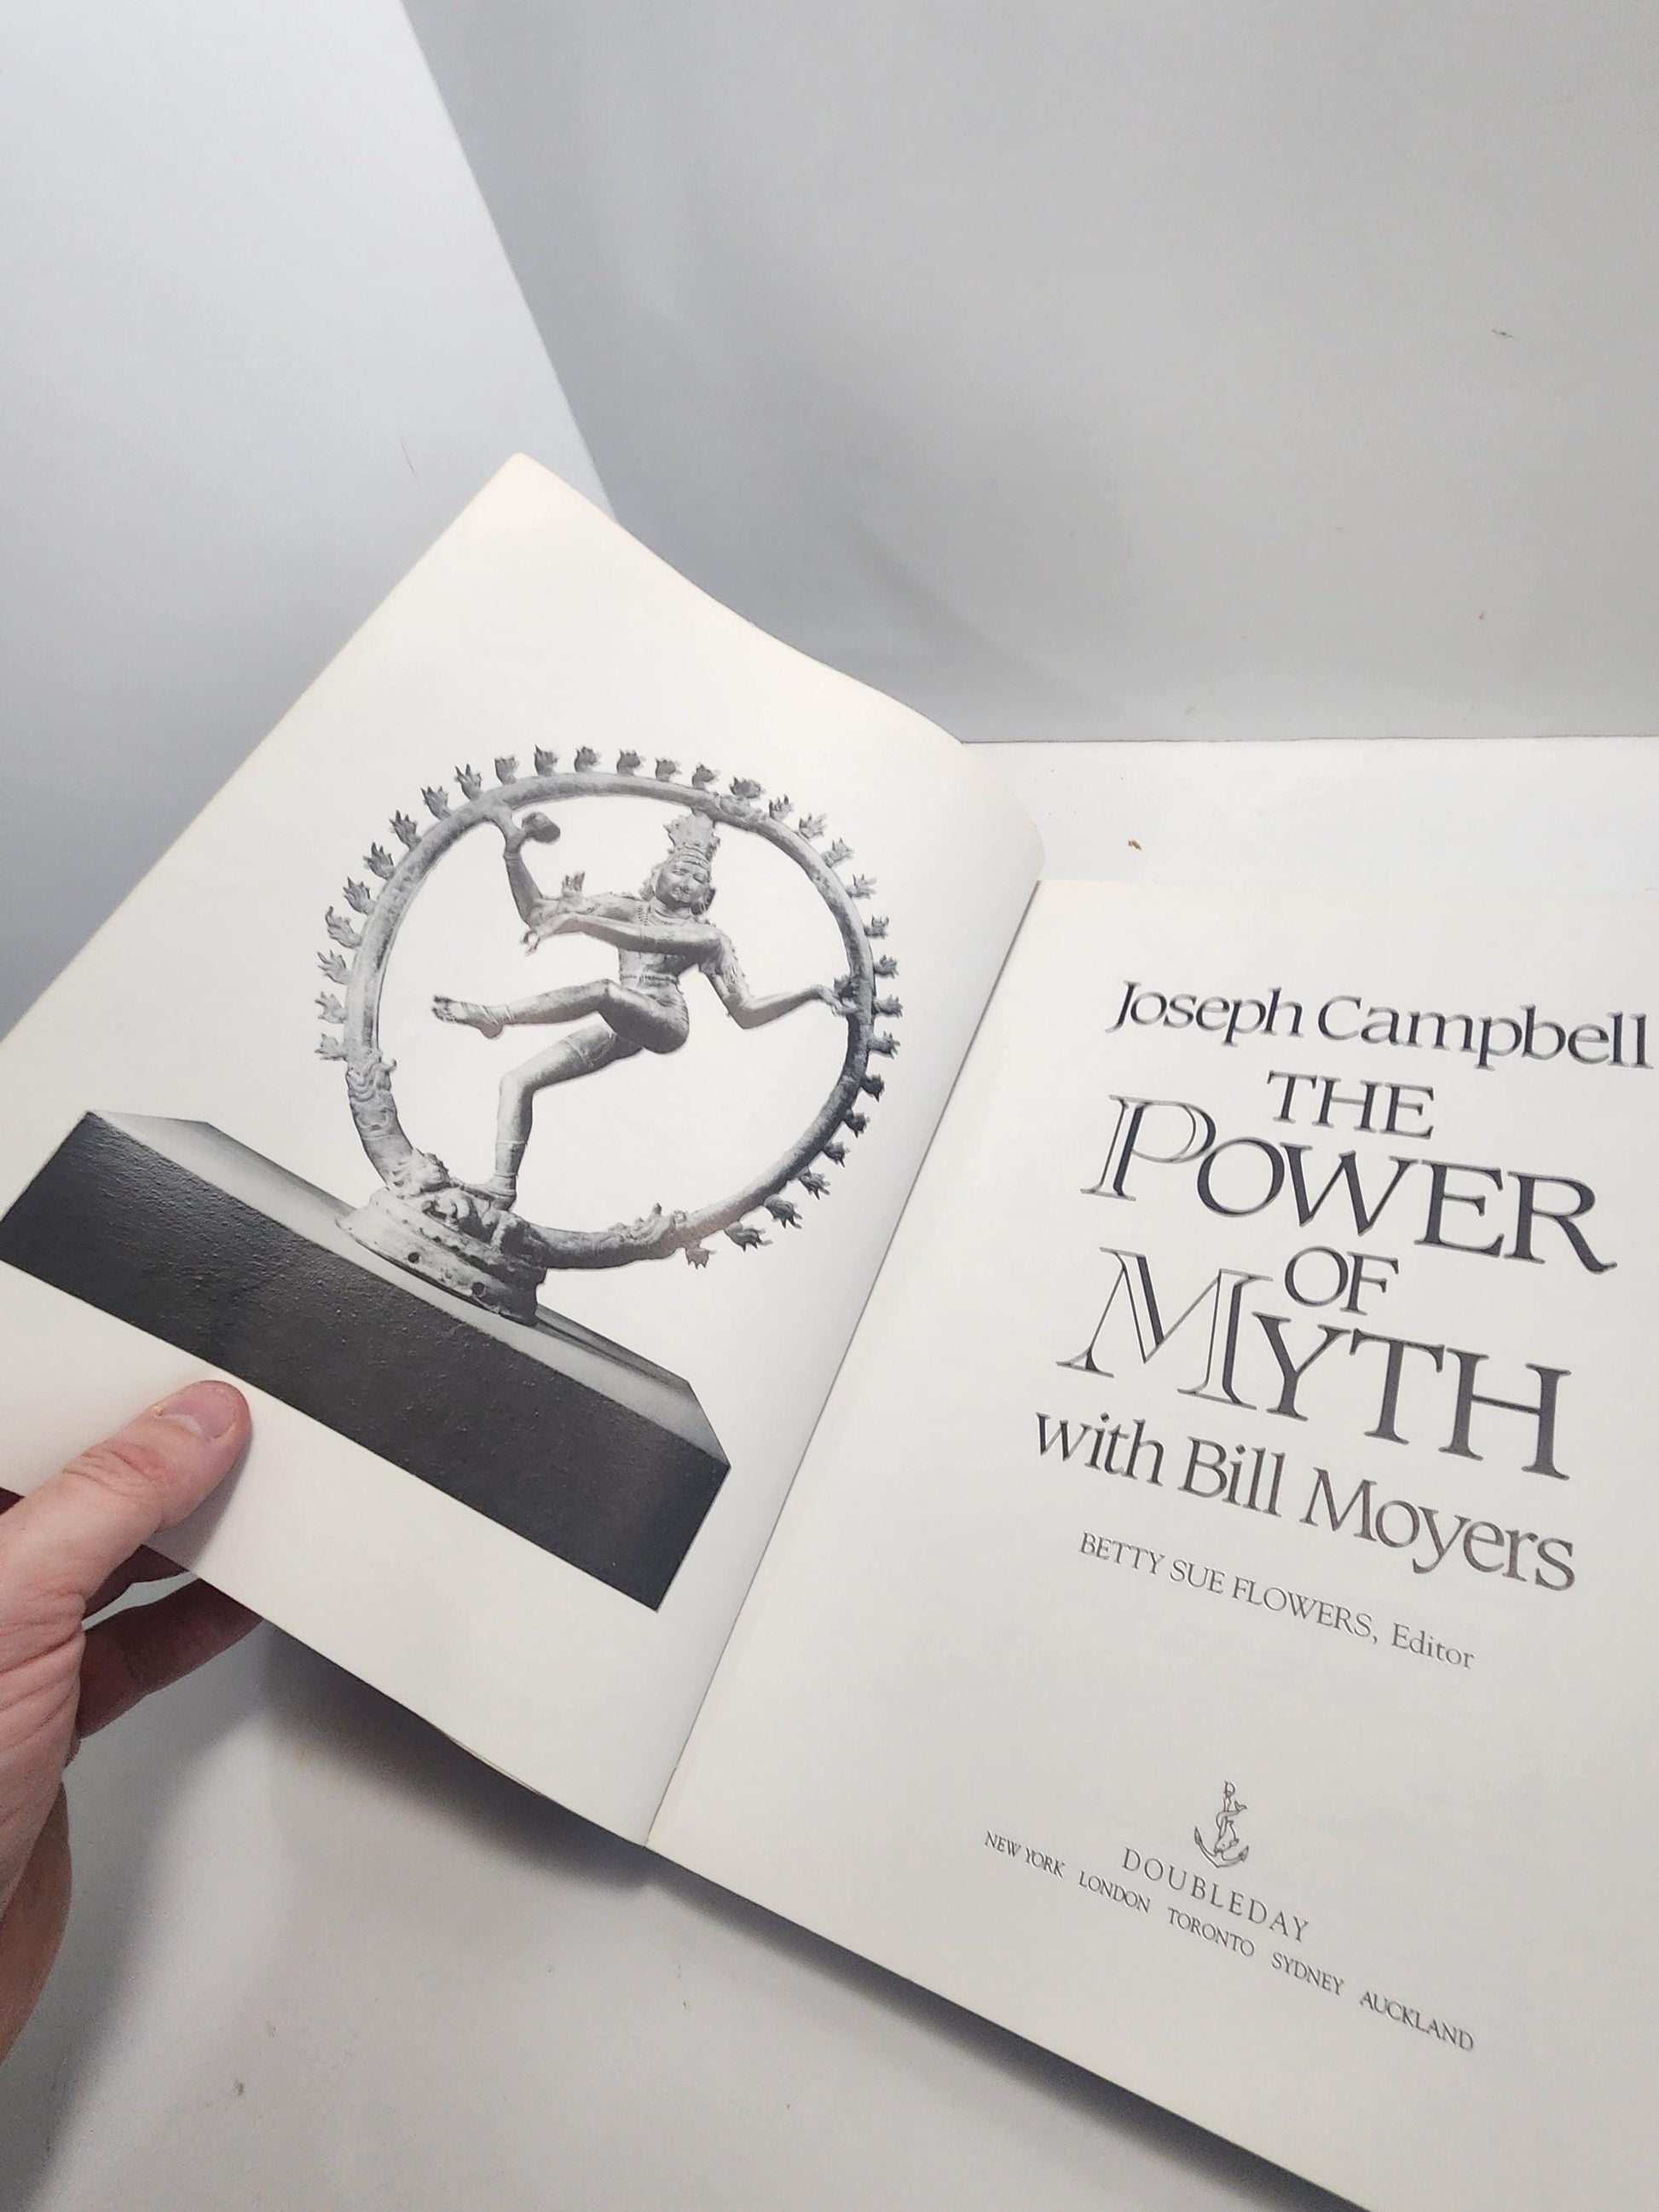 Joseph Campbell
THE
POWER
OF
MYTH
with Bill Moyers
BETTY SUE FLOWERS, Editor
DOUBLEDAY
NEW YORK LONDON TORONTO SYDNEY AUCKLAND